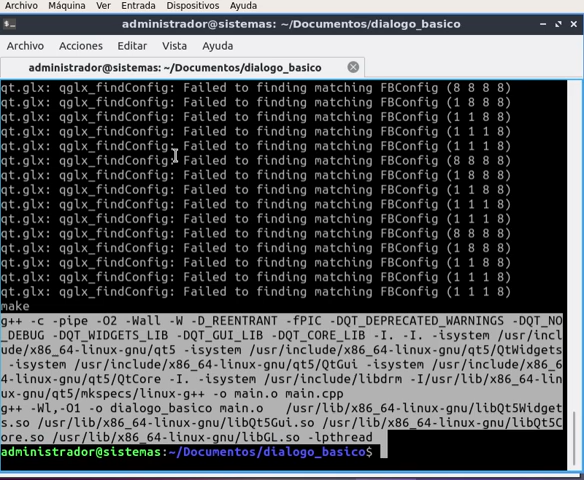 Archivo Máquina Ver Entrada Dispositivos Ayuda
administrador@sistemas: ~/Documentos/dialogo_basico
Archivo Acciones Editar Vista Ayuda
administrador@sistemas: ~/Documentos/dialogo_basico
qt.glx: qglx_findConfig: Failed to finding matching FBConfig (8 8 8 8)
qt.glx: qglx_findConfig: Failed to finding matching FBConfig (1 8 8 8)
qt.glx: qglx_findConfig: Failed to finding matching FBConfig (1 1 8 8)
qt.glx: qglx_findConfig: Failed to finding matching FBConfig (1 1 1 8)
qt.glx: qglx_findConfig: Failed to finding matching FBConfig (1 1 1 8)
qt.glx: qglx_findConfig: Failed to finding matching FBConfig (8 8 8 8)
qt.glx: qglx_findConfig: Failed to finding matching FBConfig (1 8 8 8)
qt.glx: qglx_findConfig: Failed to finding matching FBConfig (1 1 8 8)
qt.glx: qglx_findConfig: Failed to finding matching FBConfig (1 1 1 8)
qt.glx: qglx_findConfig: Failed to finding matching FBConfig (1 1 1 8)
qt.glx: qglx_findConfig: Failed to finding matching FBConfig (8 8 8 8)
qt.glx: qglx_findConfig: Failed to finding matching FBConfig (1 8 8 8)
qt.glx: qglx_findConfig: Failed to finding matching FBConfig (1 1 8 8)
qt.glx: qglx_findConfig: Failed to finding matching FBConfig (1 1 1 8)
qt.glx: qglx_findConfig: Failed to finding matching FBConfig (1 1 1 8)
make
g++ -c -pipe -O2 -Wall -W -D_REENTRANT -fPIC -DQT_DEPRECATED_WARNINGS -DQT_NO
_DEBUG -DQT_WIDGETS_LIB -DQT_GUI_LIB -DQT_CORE_LIB -I. -I. -isystem /usr/incl
ude/x86_64-linux-gnu/qt5 -isystem /usr/include/x86_64-linux-gnu/qt5/QtWidgets
-isystem /usr/include/x86_64-linux-gnu/qt5/QtGui -isystem /usr/include/x86_6
4-linux-gnu/qt5/QtCore -I. -isystem /usr/include/libdrm -I/usr/lib/x86_64-lin
ux-gnu/qt5/mkspecs/linux-g++ -o main.o main.cpp
g++ -Wl,-O1 -o dialogo_basico main.o /usr/lib/x86_64-linux-gnu/libQt5Widget
s.so /usr/lib/x86_64-linux-gnu/libQt5Gui.so /usr/lib/x86_64-linux-gnu/libQt5C
ore.so /usr/lib/x86_64-linux-gnu/libGL.so -lpthread
administrador@sistemas:~/Documentos/dialogo_basico$